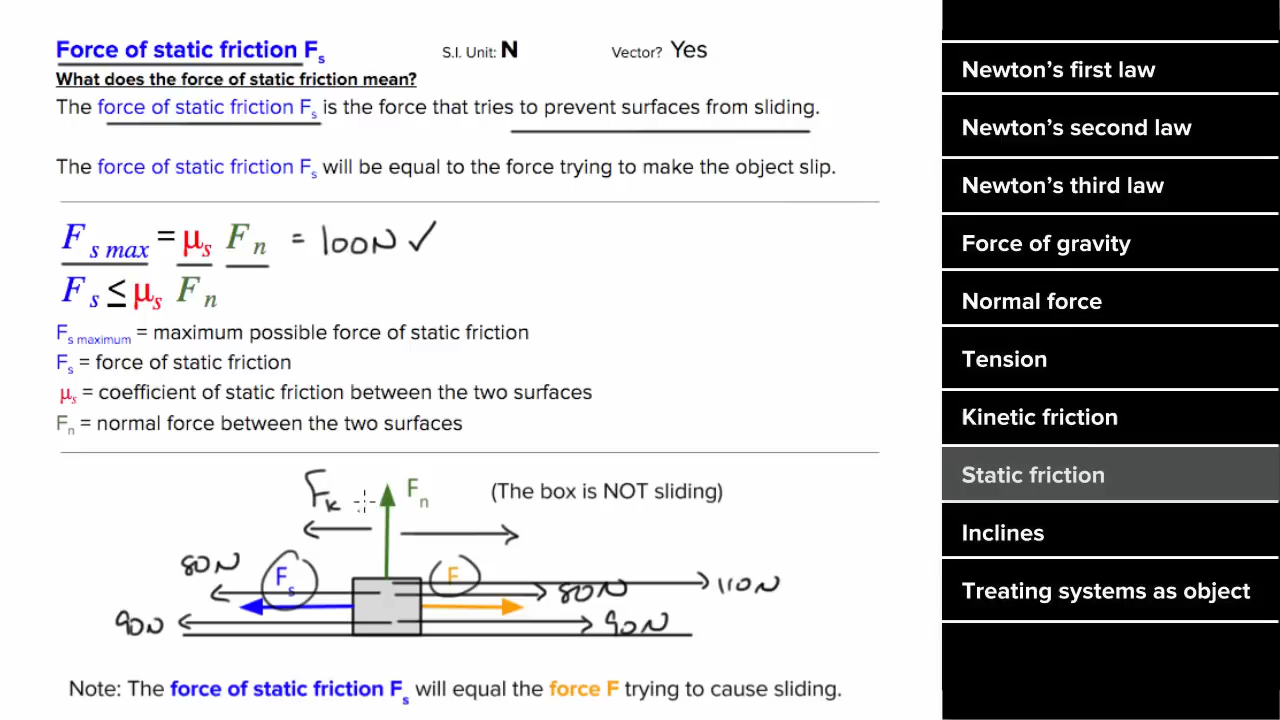 Force of static friction Fs S.I. Unit: N Vector? Yes
What does the force of static friction mean?
The force of static friction Fs is the force that tries to prevent surfaces from sliding.
The force of static friction Fs will be equal to the force trying to make the object slip.
F s max = μs F n = 100N ✓
F s ≤ μs F n
Fs maximum = maximum possible force of static friction
Fs = force of static friction
μs = coefficient of static friction between the two surfaces
Fn = normal force between the two surfaces
Fk Fn (The box is NOT sliding)
80N Fs F 80N 110N
90N 90N
Note: The force of static friction Fs will equal the force F trying to cause sliding.
Newton's first law
Newton's second law
Newton's third law
Force of gravity
Normal force
Tension
Kinetic friction
Static friction
Inclines
Treating systems as object